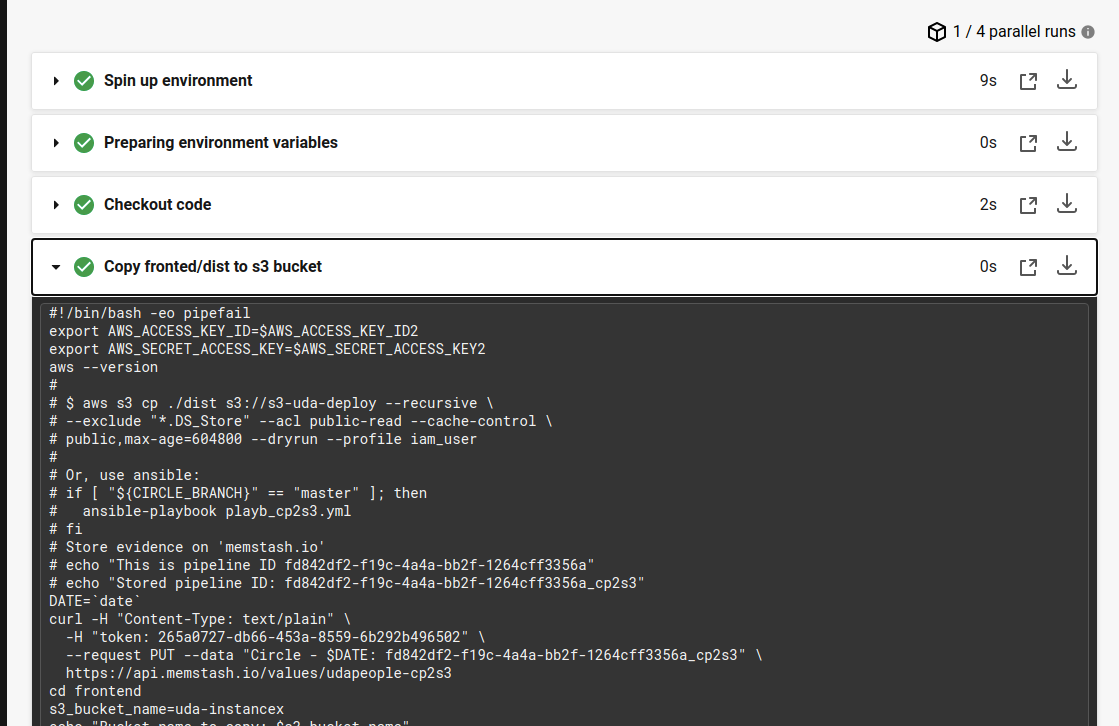 1 / 4 parallel runs
Spin up environment 9s
Preparing environment variables 0s
Checkout code 2s
Copy fronted/dist to s3 bucket 0s
#!/bin/bash -eo pipefail
export AWS_ACCESS_KEY_ID=$AWS_ACCESS_KEY_ID2
export AWS_SECRET_ACCESS_KEY=$AWS_SECRET_ACCESS_KEY2
aws --version
#
# $ aws s3 cp ./dist s3://s3-uda-deploy --recursive \
# --exclude "*.DS_Store" --acl public-read --cache-control \
# public,max-age=604800 --dryrun --profile iam_user
#
# Or, use ansible:
# if [ "${CIRCLE_BRANCH}" == "master" ]; then
#   ansible-playbook playb_cp2s3.yml
# fi
# Store evidence on 'memstash.io'
# echo "This is pipeline ID fd842df2-f19c-4a4a-bb2f-1264cff3356a"
# echo "Stored pipeline ID: fd842df2-f19c-4a4a-bb2f-1264cff3356a_cp2s3"
DATE=`date`
curl -H "Content-Type: text/plain" \
  -H "token: 265a0727-db66-453a-8559-6b292b496502" \
  --request PUT --data "Circle - $DATE: fd842df2-f19c-4a4a-bb2f-1264cff3356a_cp2s3" \
  https://api.memstash.io/values/udapeople-cp2s3
cd frontend
s3_bucket_name=uda-instancex
echo "Bucket name to copy: $s3_bucket_name"